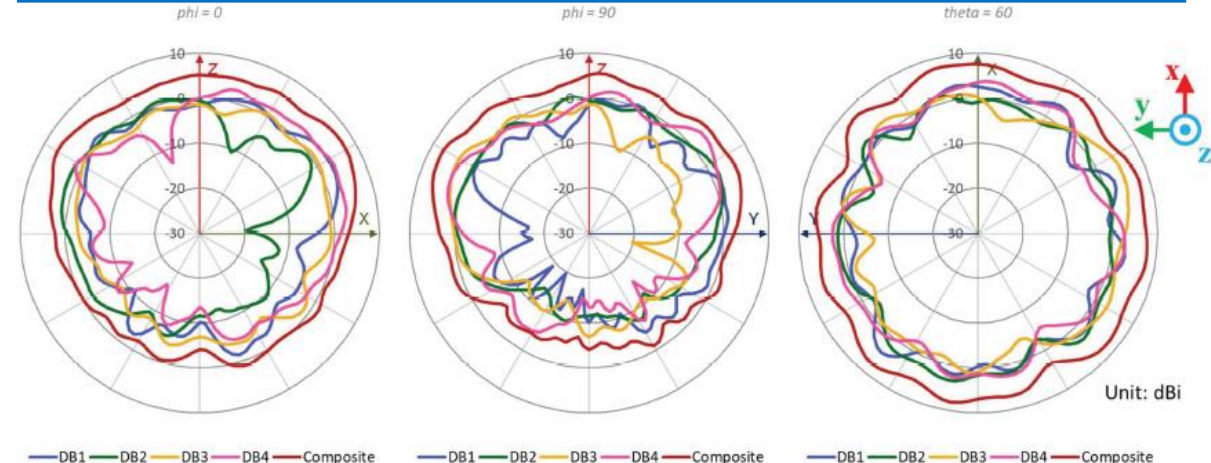 phi = 0
phi = 90
theta = 60
10
Z
0
-10
-20
X
-30
10
Z
0
-10
-20
Y
-30
10
X
0
-10
-20
Y
-30
x
y
z
Unit: dBi
DB1 DB2 DB3 DB4 Composite
DB1 DB2 DB3 DB4 Composite
DB1 DB2 DB3 DB4 Composite